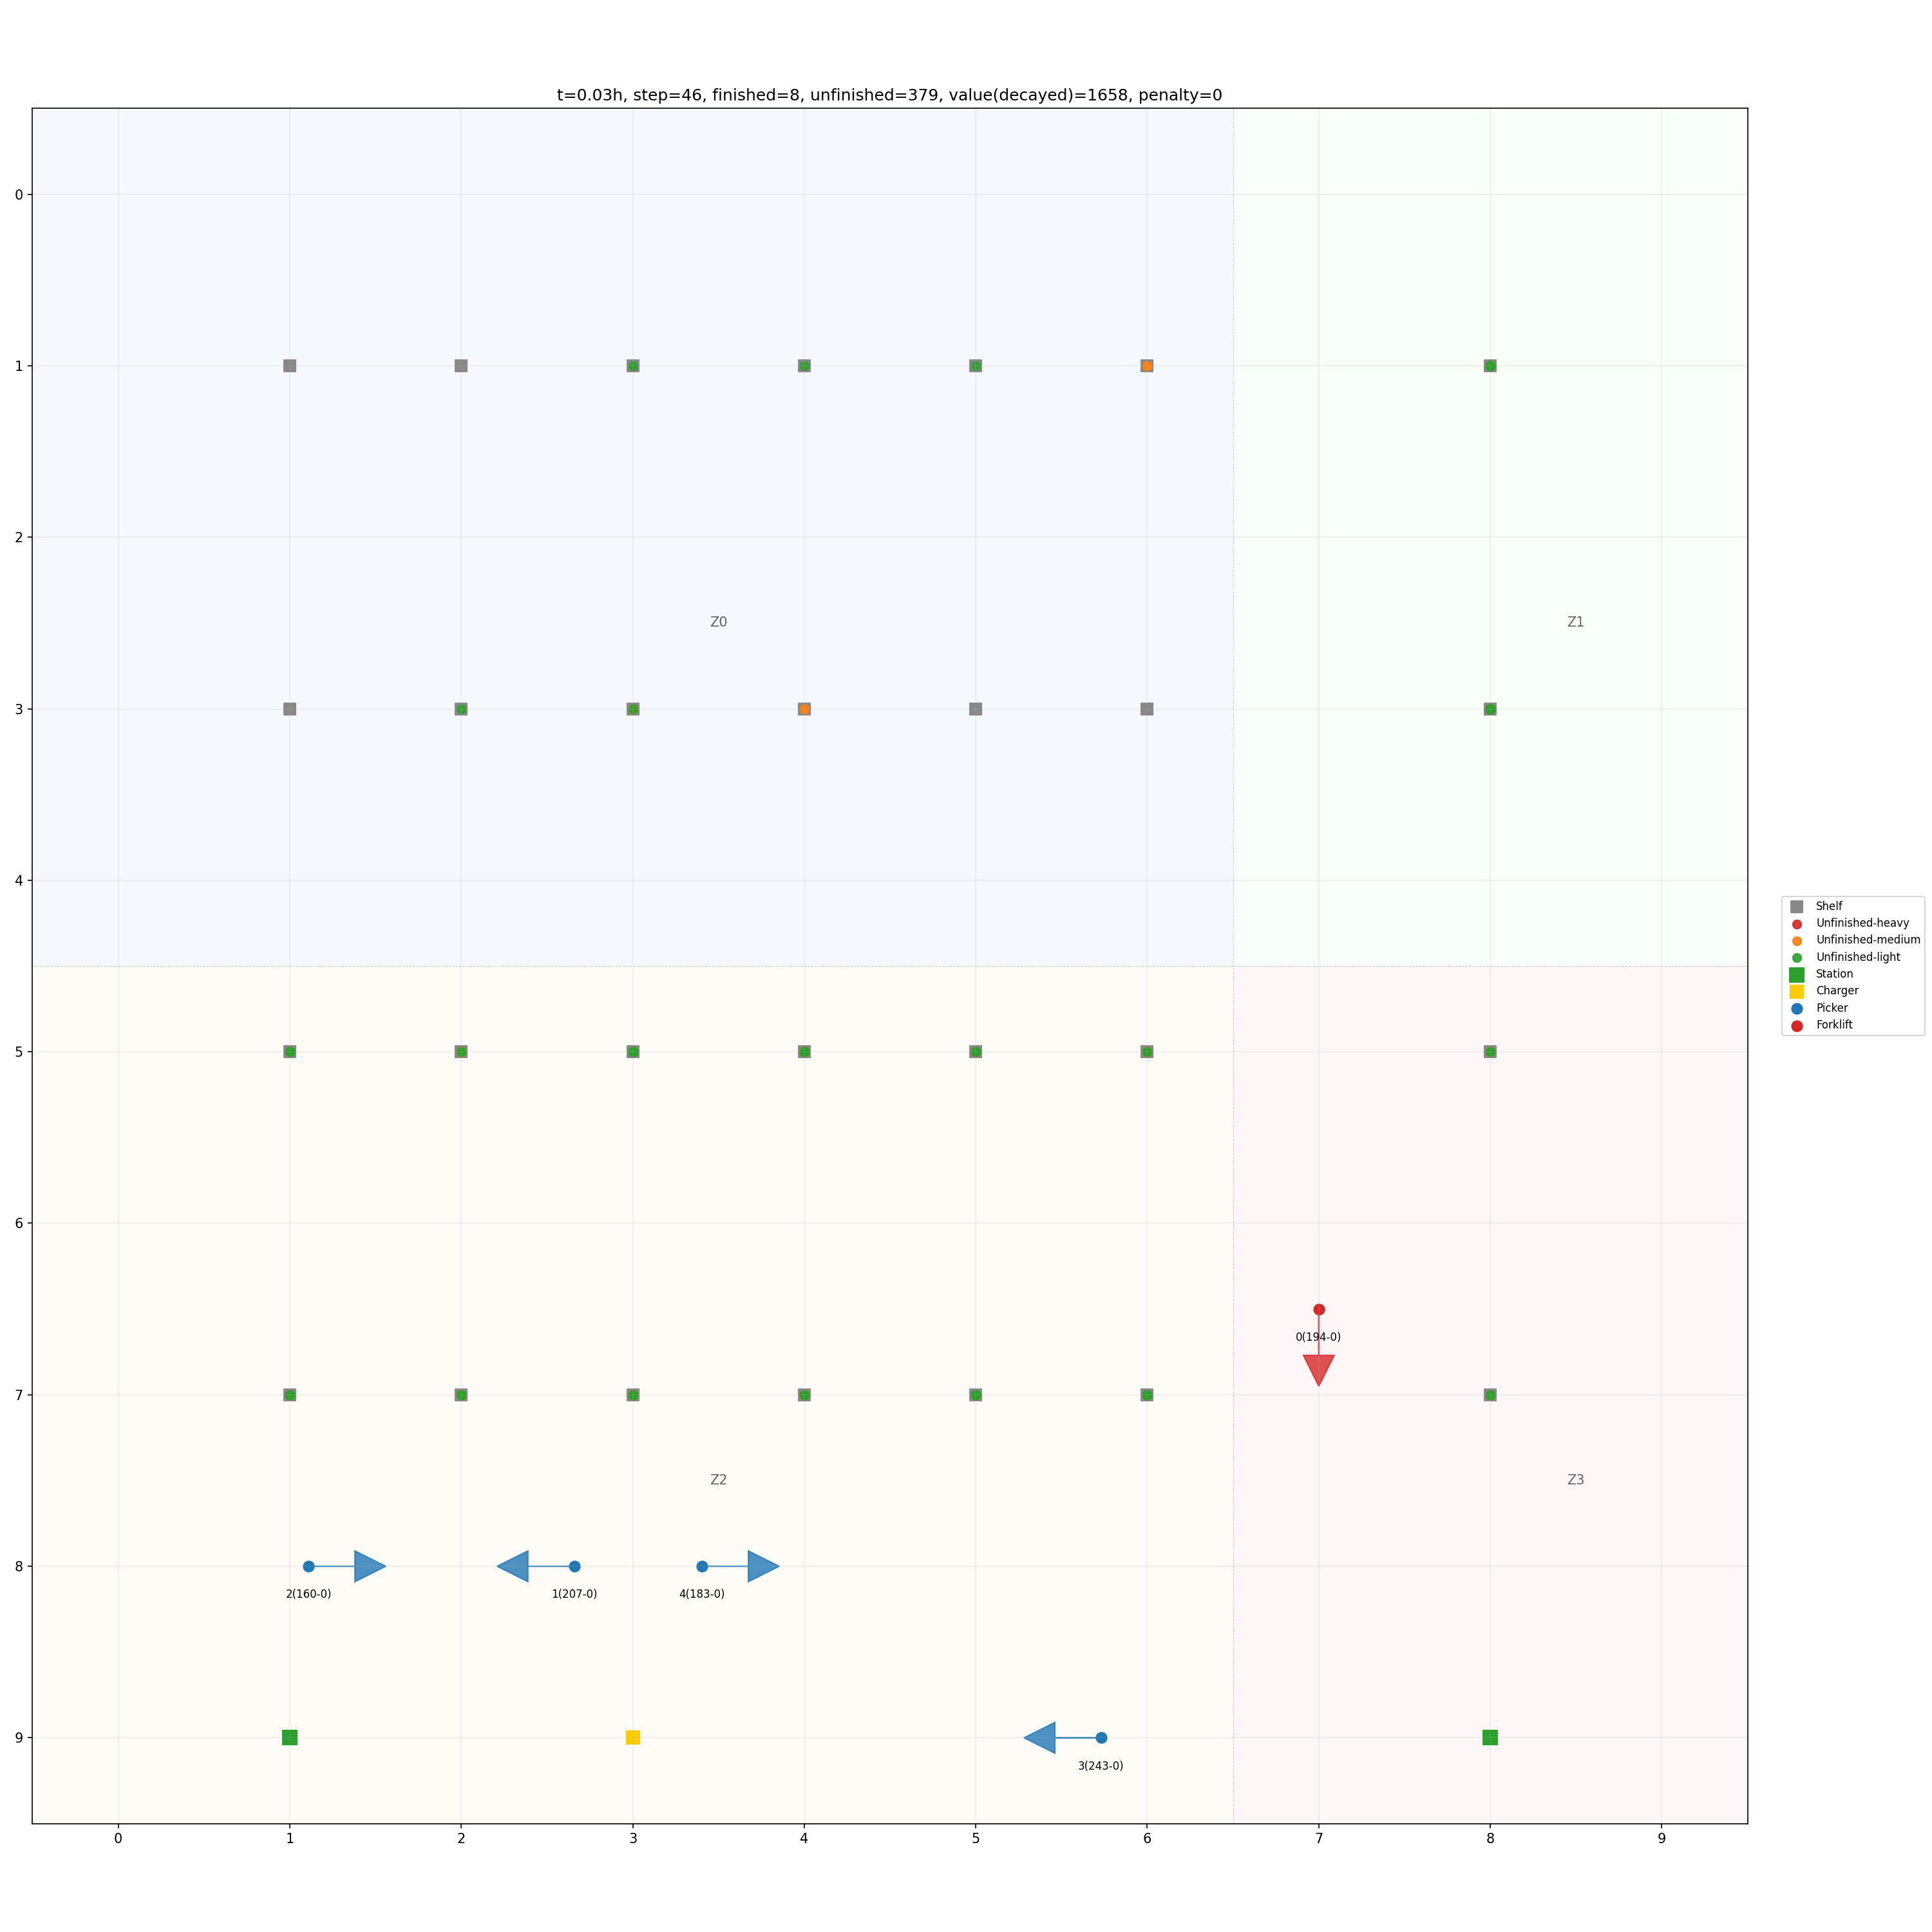 t=0.03h, step=46, finished=8, unfinished=379, value(decayed)=1658, penalty=0
0
1
2
Z0 Z1
3
4
Shelf
Unfinished-heavy
Unfinished-medium
Unfinished-light
Station
Charger
Picker
Forklift
5
6
0(194-0)
7
Z2 Z3
8
2(160-0) 1(207-0) 4(183-0)
9
3(243-0)
0 1 2 3 4 5 6 7 8 9